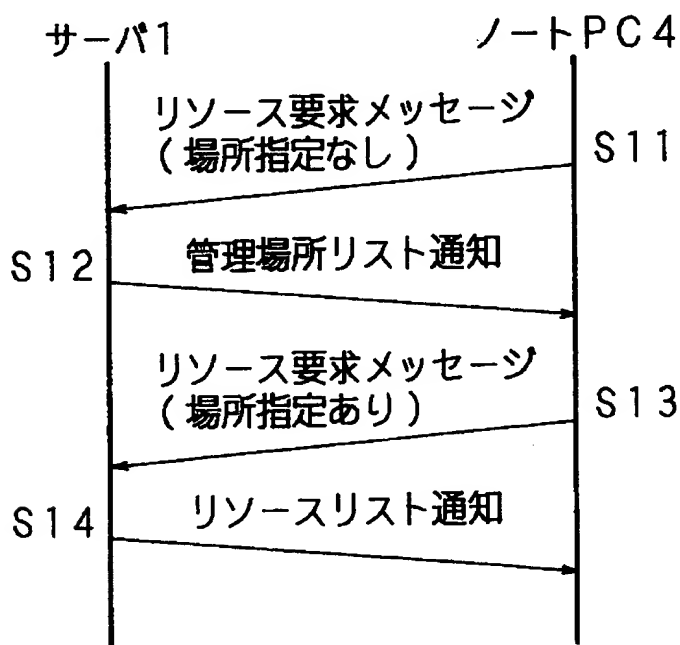 サーバ1
ノートPC4
リソース要求メッセージ
(場所指定なし)
S11
S12
管理場所リスト通知
リソース要求メッセージ
(場所指定あり)
S13
S14
リソースリスト通知